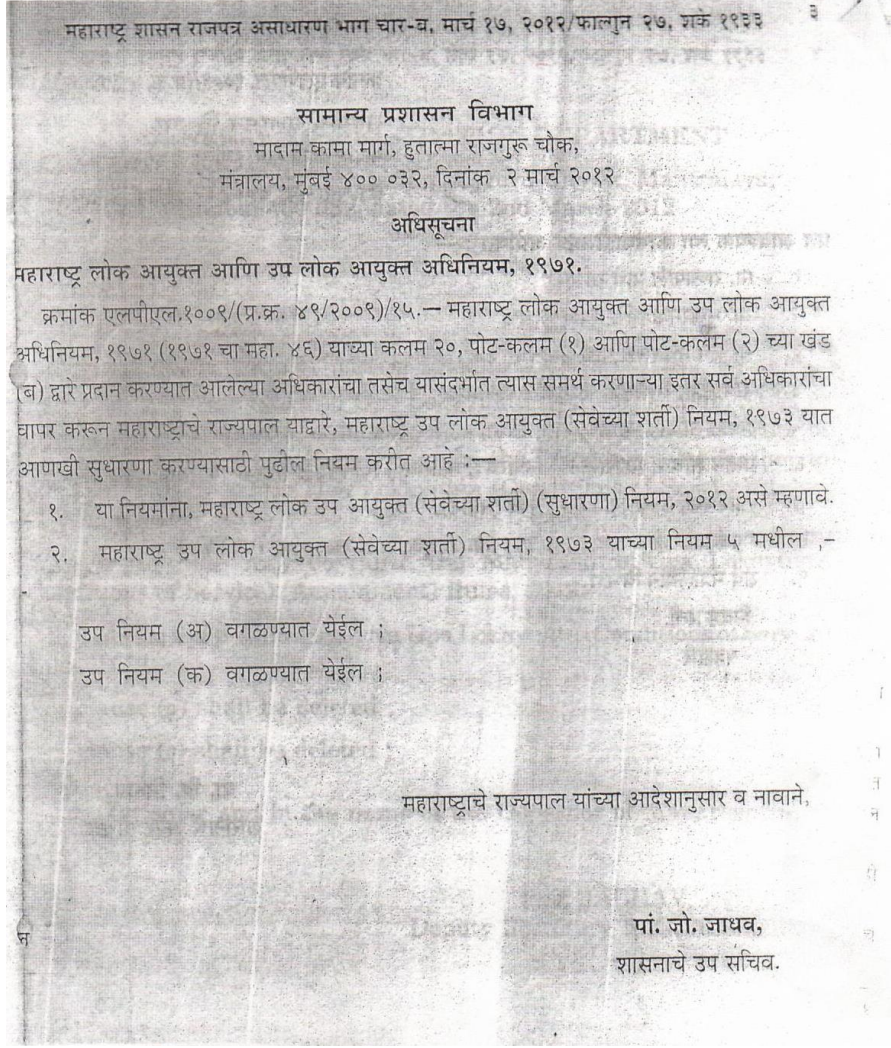 महाराष्ट्र शासन राजपत्र असाधारण भाग चार-ब, मार्च १७, २०१२/फाल्गुन २७, शके १९३३ ३
सामान्य प्रशासन विभाग
मादाम कामा मार्ग, हुतात्मा राजगुरू चौक,
मंत्रालय, मुंबई ४०० ०३२, दिनांक २ मार्च २०१२
अधिसूचना
महाराष्ट्र लोक आयुक्त आणि उप लोक आयुक्त अधिनियम, १९७१.
क्रमांक एलपीएल.१००९/(प्र.क्र. ४९/२००९)/१५.— महाराष्ट्र लोक आयुक्त आणि उप लोक आयुक्त
अधिनियम, १९७१ (१९७१ चा महा. ४६) याच्या कलम २०, पोट-कलम (१) आणि पोट-कलम (२) च्या खंड
(ब) द्वारे प्रदान करण्यात आलेल्या अधिकारांचा तसेच यासंदर्भात त्यास समर्थ करणाऱ्या इतर सर्व अधिकारांचा
वापर करून महाराष्ट्राचे राज्यपाल याद्वारे, महाराष्ट्र उप लोक आयुक्त (सेवेच्या शर्ती) नियम, १९७३ यात
आणखी सुधारणा करण्यासाठी पुढील नियम करीत आहे :—
१. या नियमांना, महाराष्ट्र लोक उप आयुक्त (सेवेच्या शर्ती) (सुधारणा) नियम, २०१२ असे म्हणावे.
२. महाराष्ट्र उप लोक आयुक्त (सेवेच्या शर्ती) नियम, १९७३ याच्या नियम ५ मधील ,-
उप नियम (अ) वगळण्यात येईल ;
उप नियम (क) वगळण्यात येईल ;
महाराष्ट्राचे राज्यपाल यांच्या आदेशानुसार व नावाने,
पां. जो. जाधव,
शासनाचे उप सचिव.